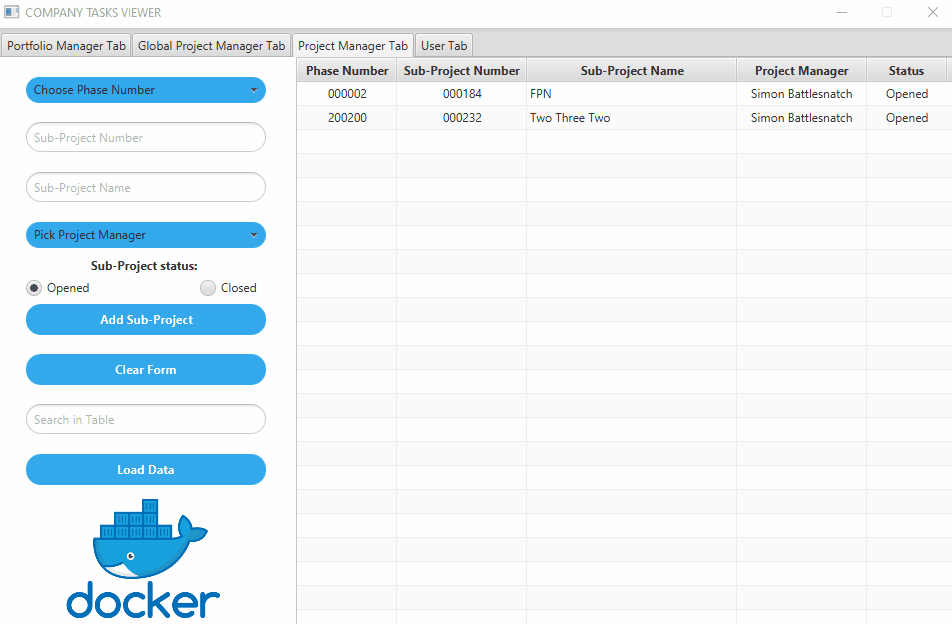 COMPANY TASKS VIEWER
Portfolio Manager Tab Global Project Manager Tab Project Manager Tab User Tab
Choose Phase Number
Sub-Project Number
Sub-Project Name
Pick Project Manager
Sub-Project status:
Opened Closed
Add Sub-Project
Clear Form
Search in Table
Load Data
docker
Phase Number Sub-Project Number Sub-Project Name Project Manager Status
000002 000184 FPN Simon Battlesnatch Opened
200200 000232 Two Three Two Simon Battlesnatch Opened